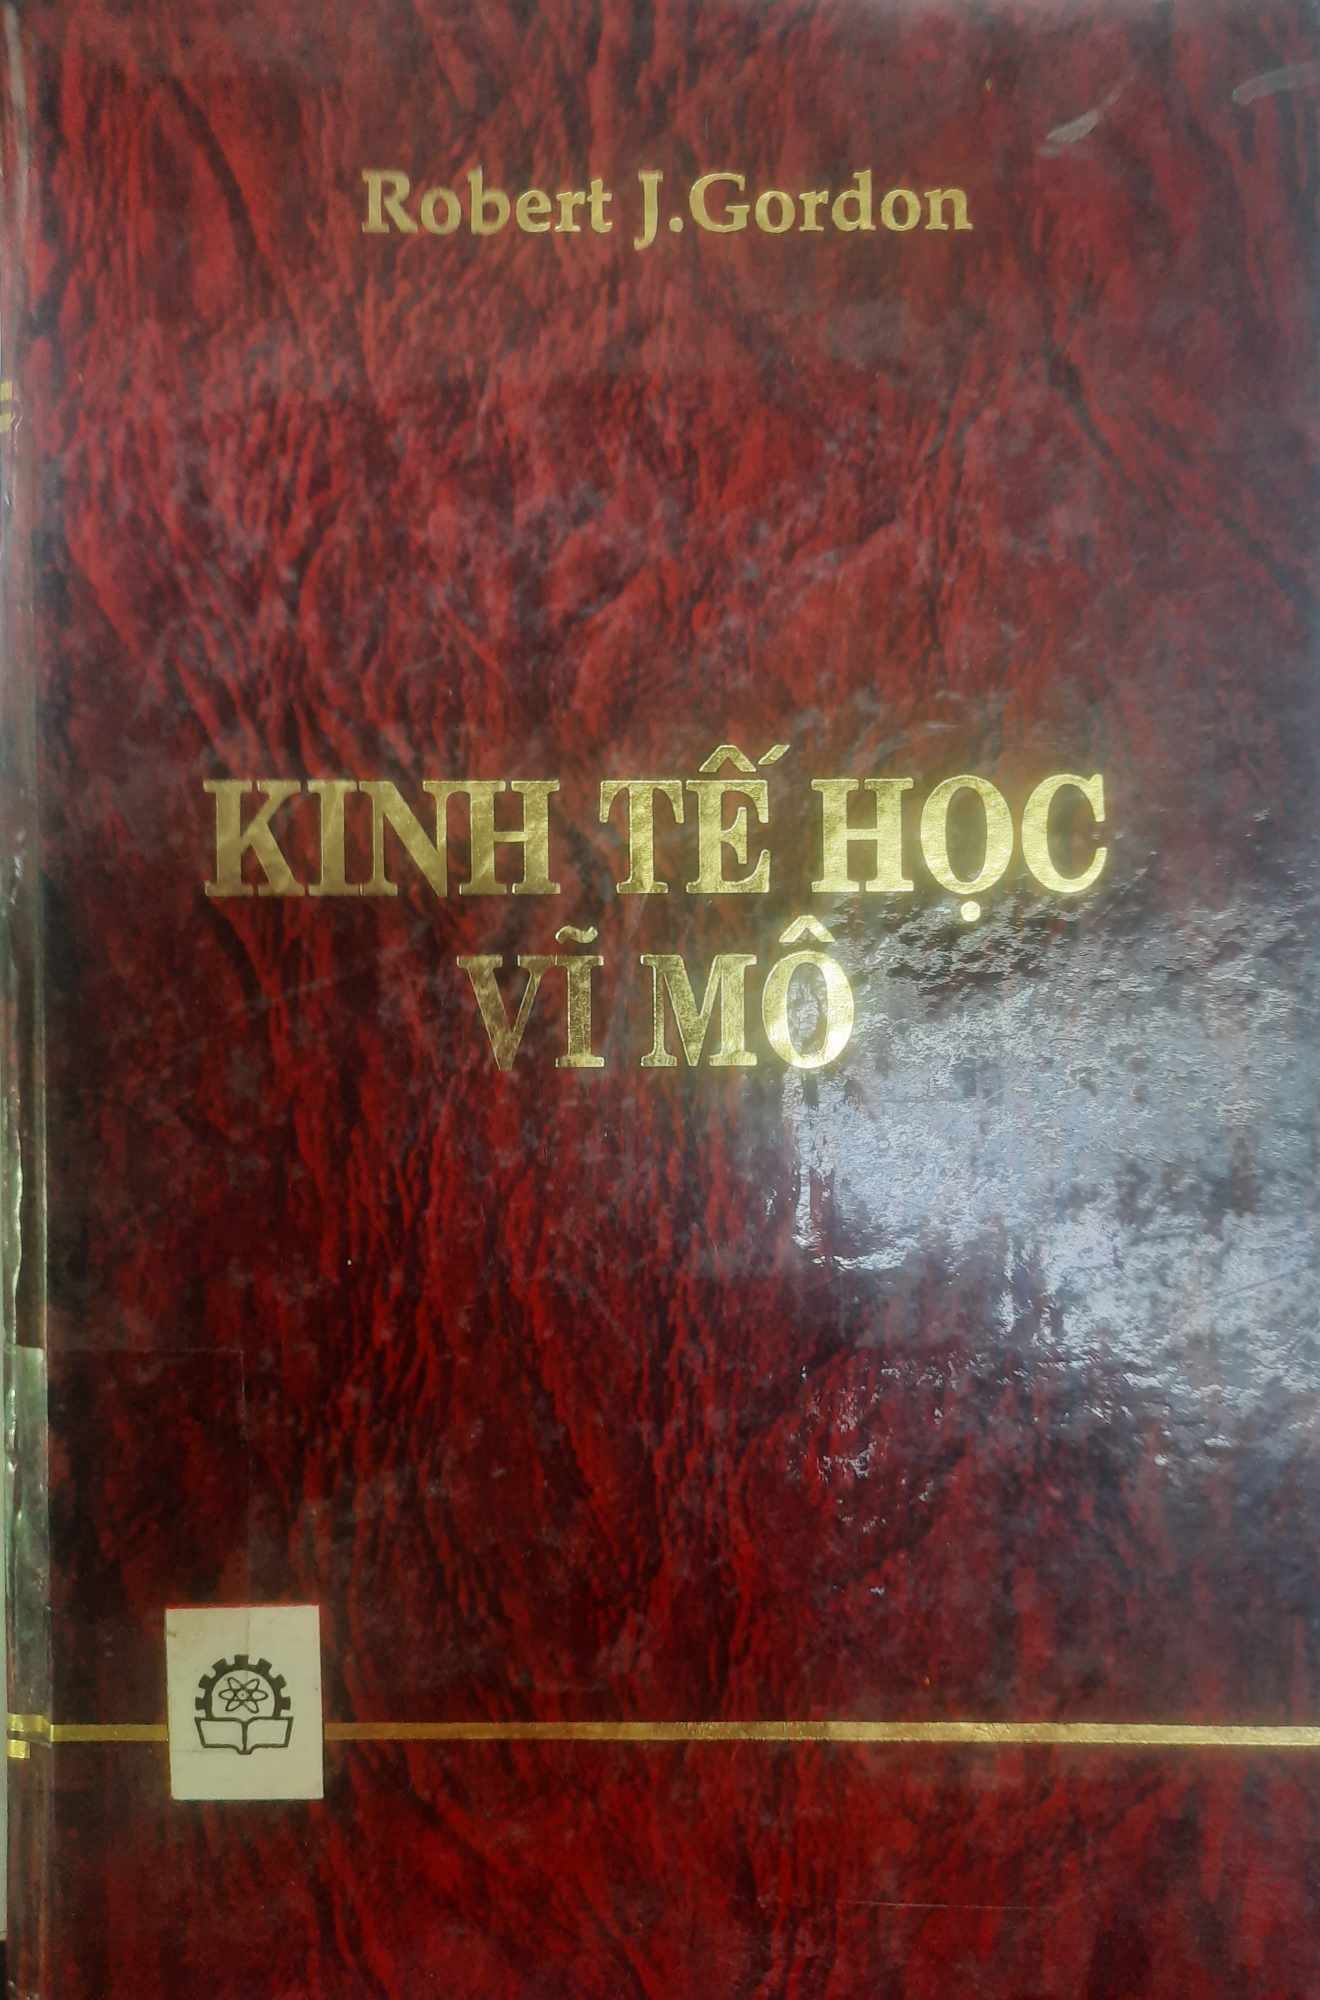 Robert J.Gordon
KINH TẾ HỌC
VĨ MÔ